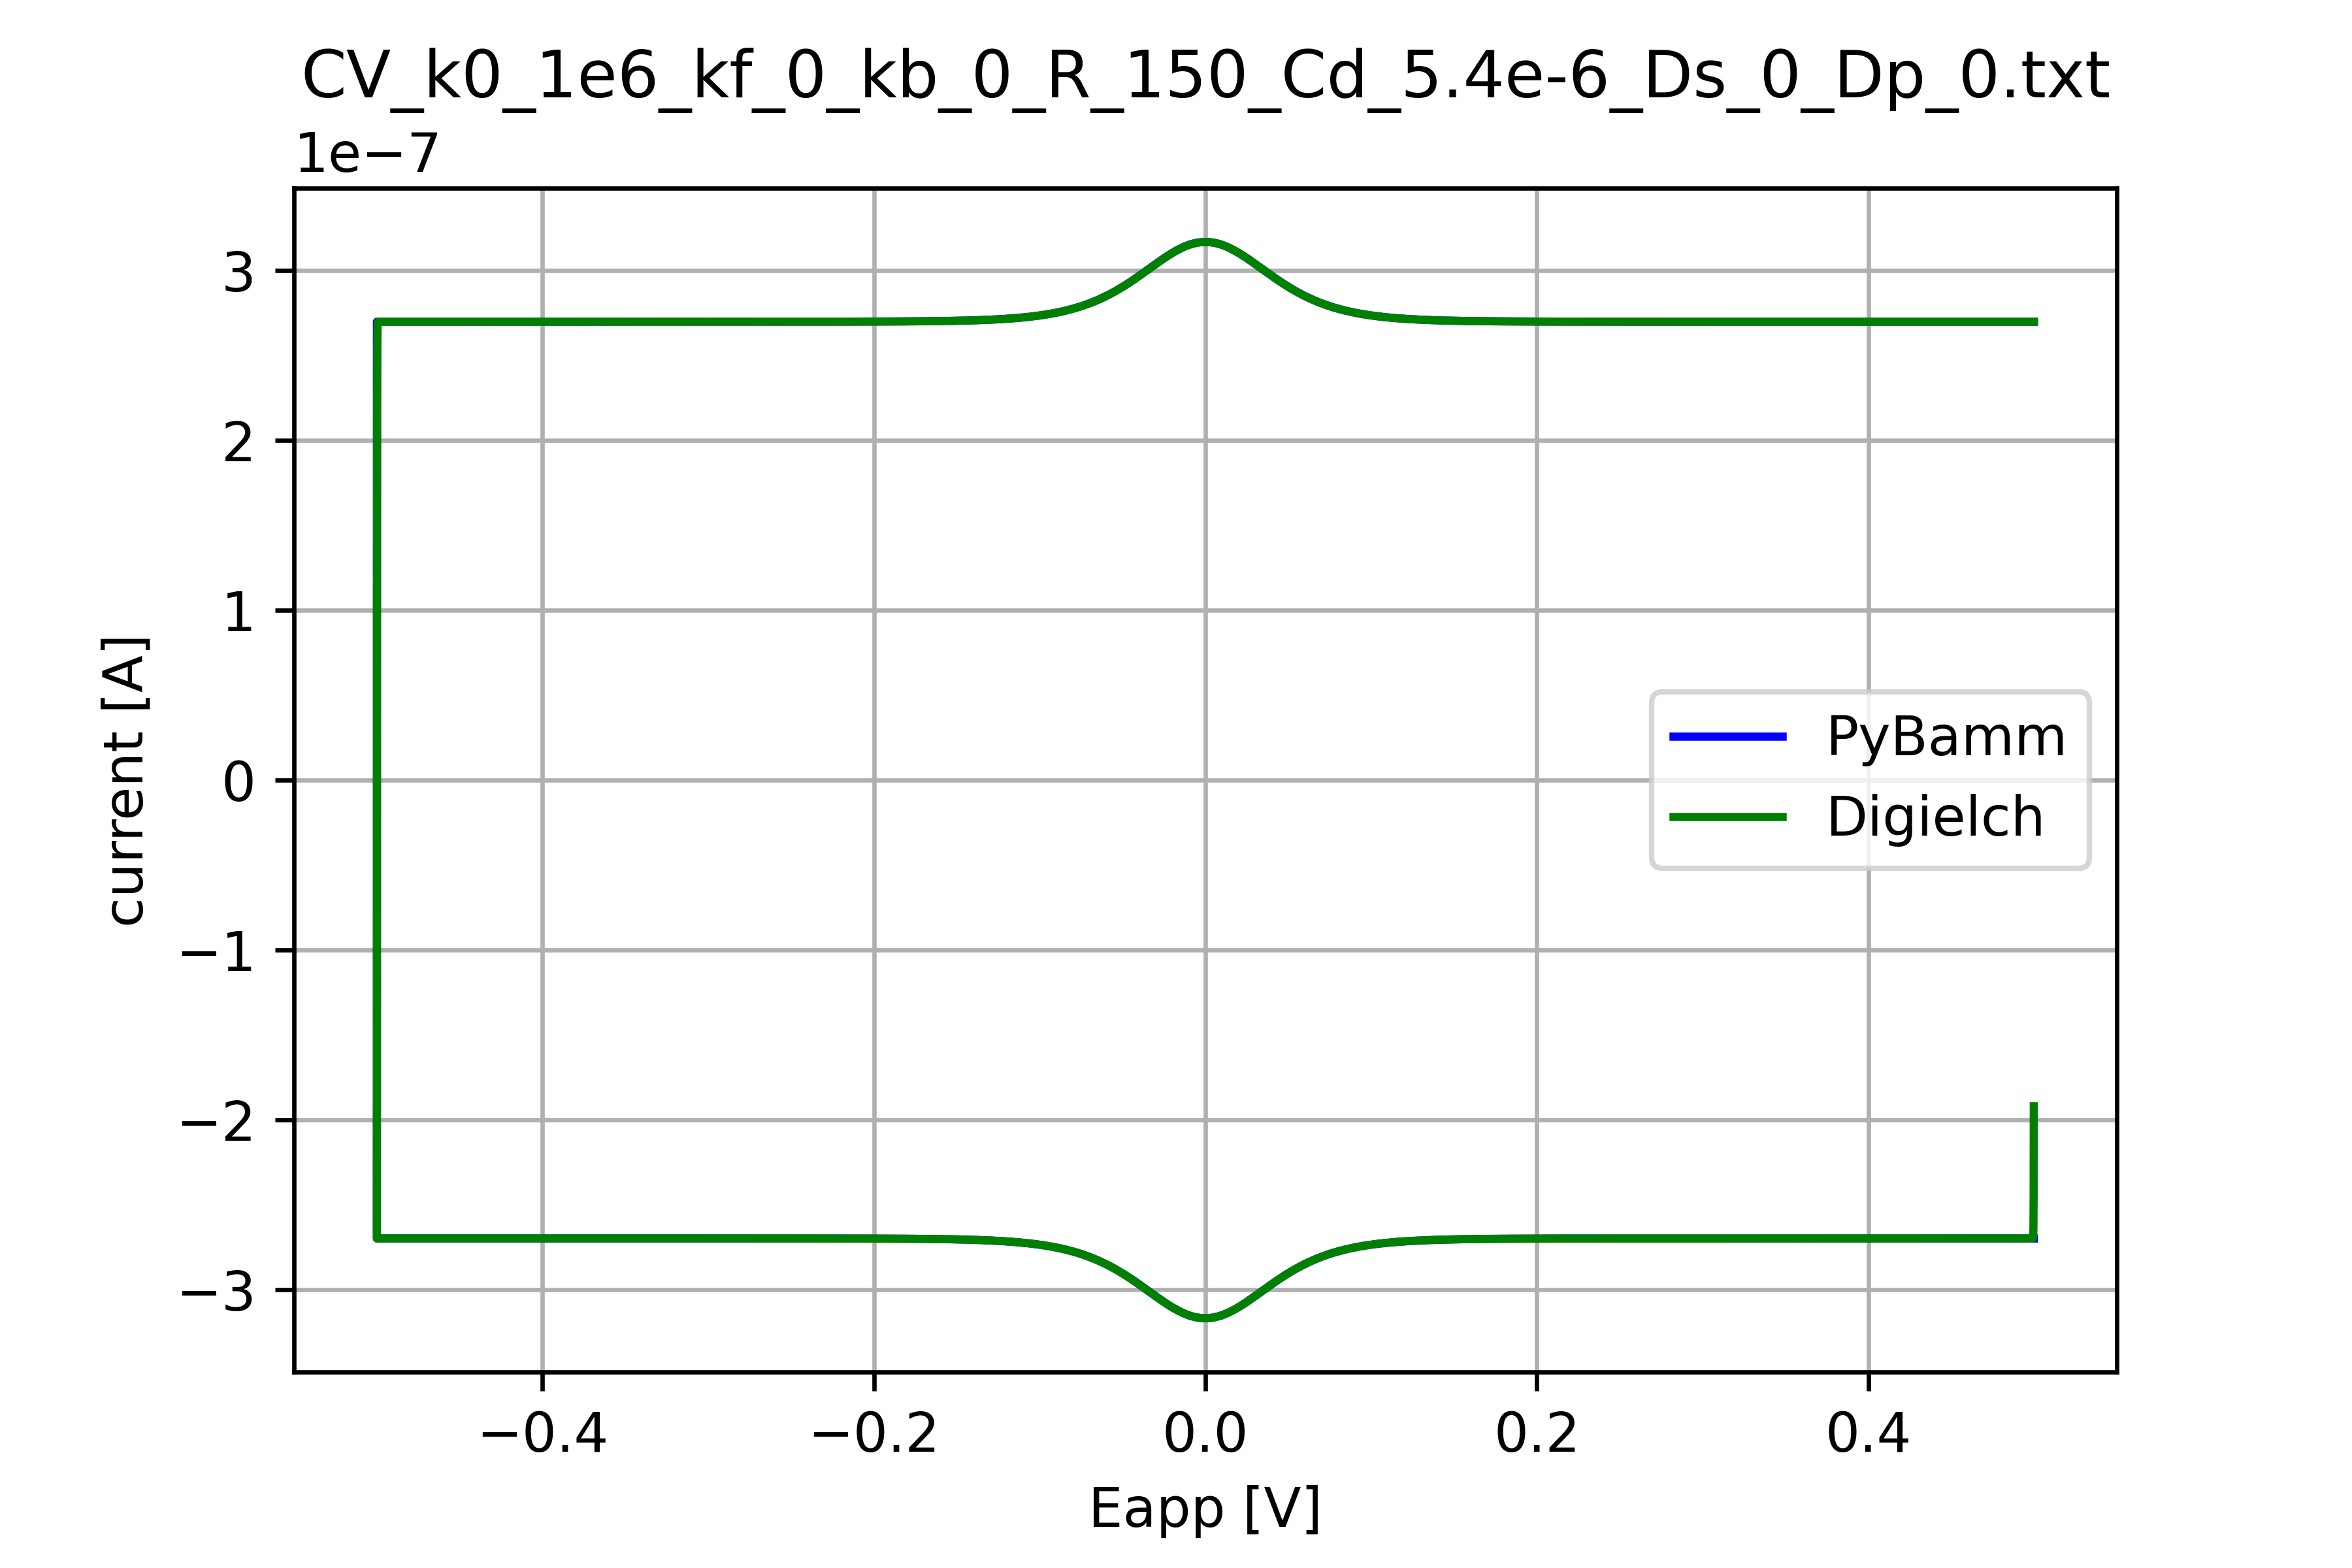 CV_k0_1e6_kf_0_kb_0_R_150_Cd_5.4e-6_Ds_0_Dp_0.txt
1e−7
3
2
1
0
−1
−2
−3
current [A]
PyBamm
Digielch
−0.4 −0.2 0.0 0.2 0.4
Eapp [V]